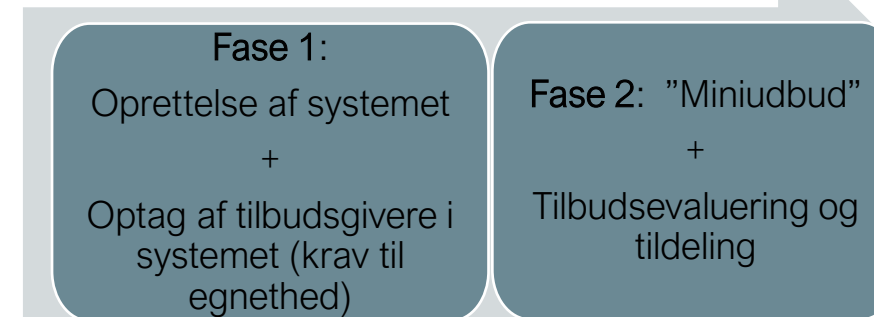 Fase 1:
Oprettelse af systemet
+
Optag af tilbudsgivere i
systemet (krav til
egnethed)
Fase 2: ”Miniudbud”
+
Tilbudsevaluering og
tildeling